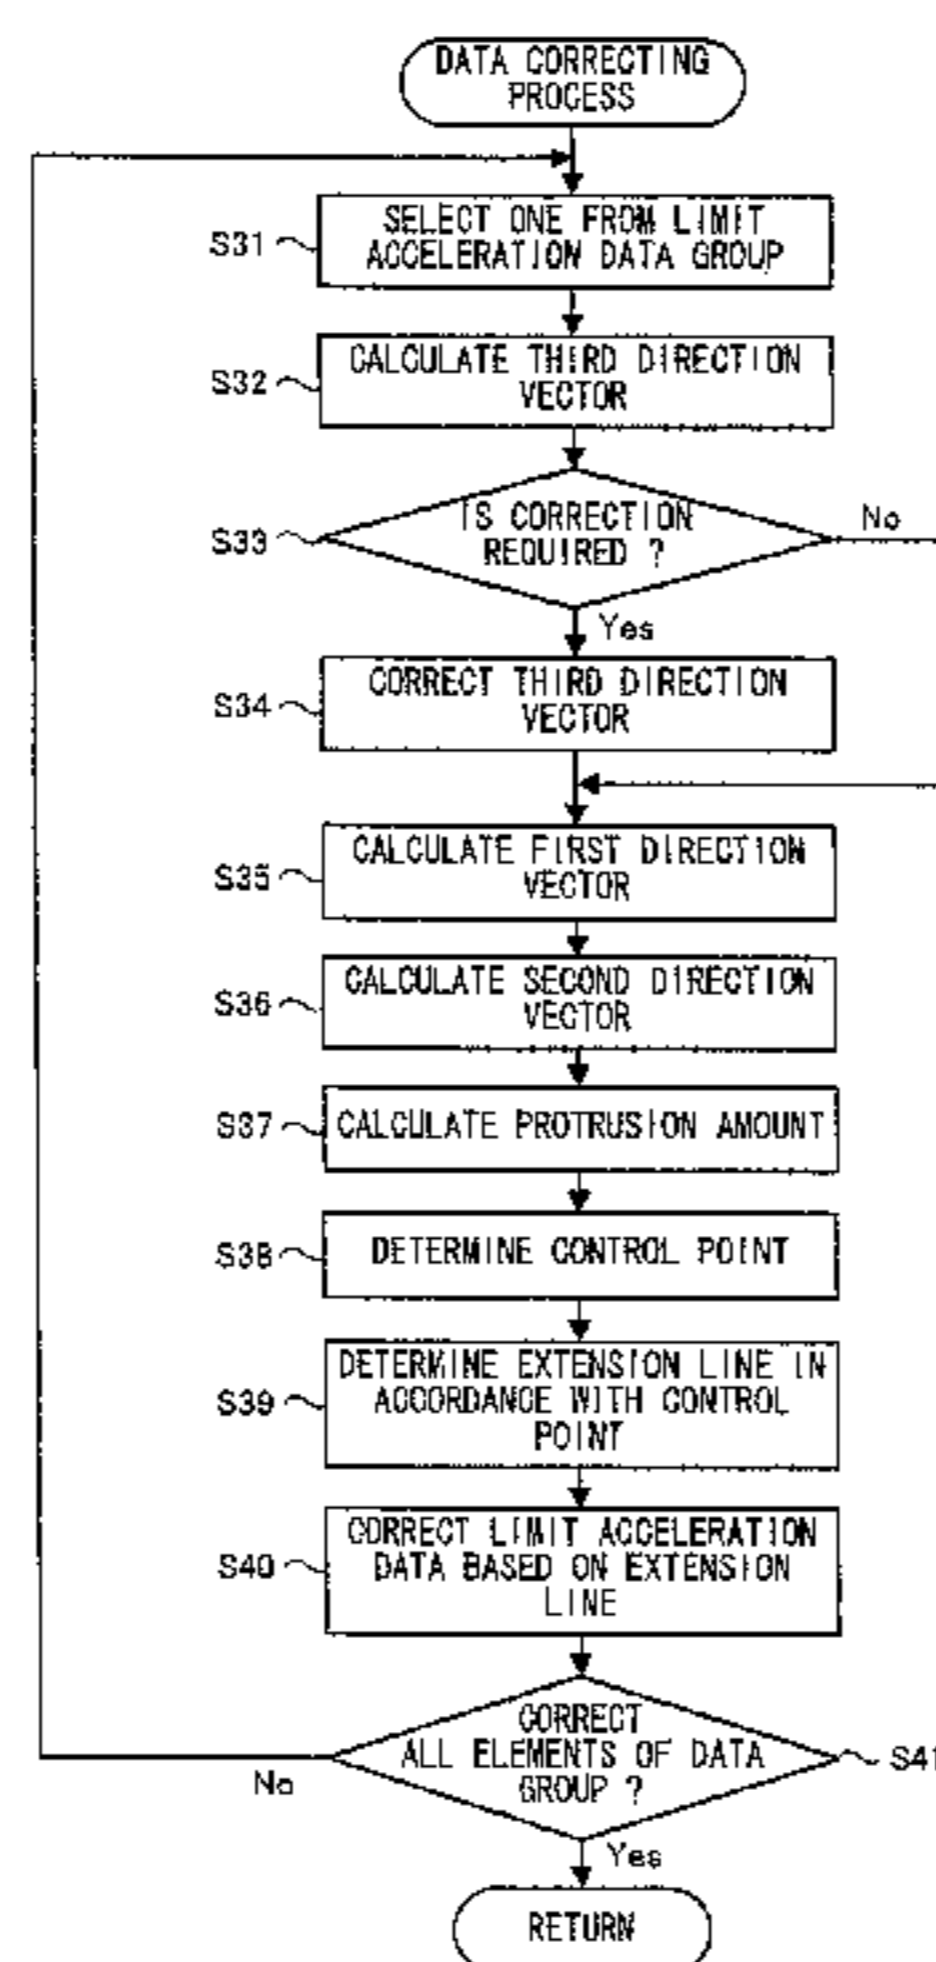 DATA CORRECTING
PROCESS
S31
SELECT ONE FROM LIMIT
ACCELERATION DATA GROUP
S32
CALCULATE THIRD DIRECTION
VECTOR
S33
IS CORRECTION
REQUIRED ?
No
Yes
S34
CORRECT THIRD DIRECTION
VECTOR
S35
CALCULATE FIRST DIRECTION
VECTOR
S36
CALCULATE SECOND DIRECTION
VECTOR
S37
CALCULATE PROTRUSION AMOUNT
S38
DETERMINE CONTROL POINT
S39
DETERMINE EXTENSION LINE IN
ACCORDANCE WITH CONTROL
POINT
S40
CORRECT LIMIT ACCELERATION
DATA BASED ON EXTENSION
LINE
CORRECT
ALL ELEMENTS OF DATA
GROUP ?
S41
No
Yes
RETURN